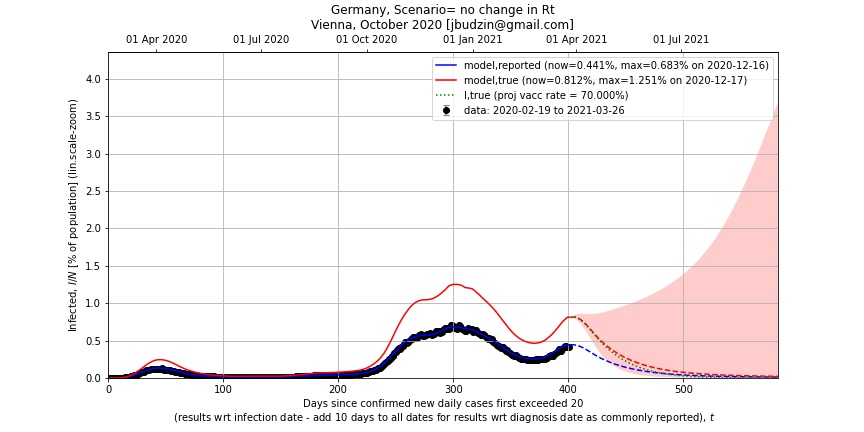 Germany, Scenario= no change in Rt
Vienna, October 2020 [jbudzin@gmail.com]
01 Apr 2020 01 Jul 2020 01 Oct 2020 01 Jan 2021 01 Apr 2021 01 Jul 2021
model,reported (now=0.441%, max=0.683% on 2020-12-16)
model,true (now=0.812%, max=1.251% on 2020-12-17)
I,true (proj vacc rate = 70.000%)
data: 2020-02-19 to 2021-03-26
Infected, I/N [% of population] (lin.scale-zoom)
4.0
3.5
3.0
2.5
2.0
1.5
1.0
0.5
0.0
0 100 200 300 400 500
Days since confirmed new daily cases first exceeded 20
(results wrt infection date - add 10 days to all dates for results wrt diagnosis date as commonly reported), t